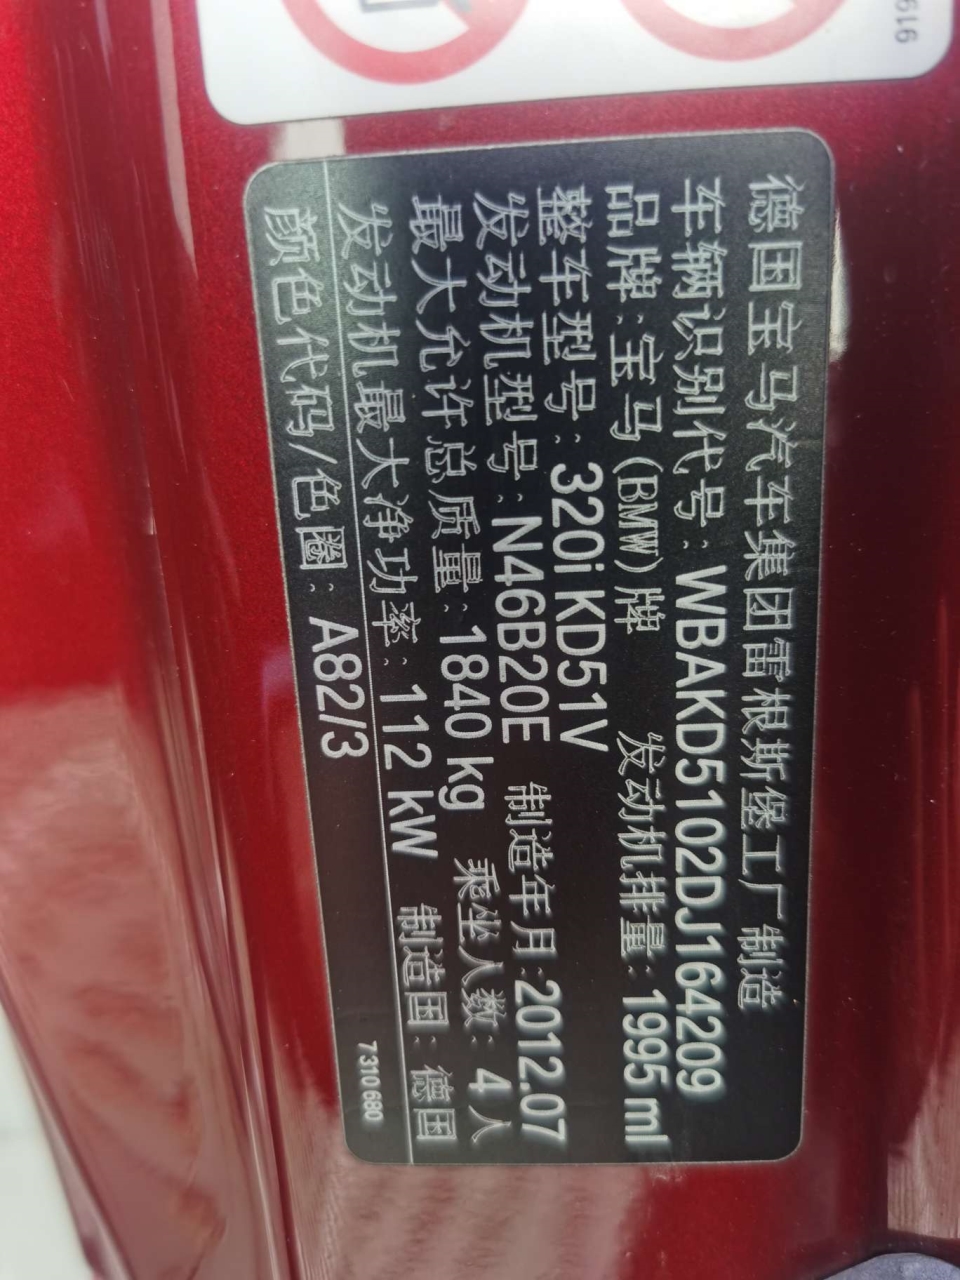 916
德国宝马汽车集团雷根斯堡工厂制造
车辆识别代号: WBAKD5102DJ164209
品牌: 宝马(BMW)牌 发动机排量: 1995 ml
整车型号: 320i KD51V
发动机型号: N46B20E 制造年月: 2012.07
最大允许总质量: 1840 kg 乘坐人数: 4人
发动机最大净功率: 112 kW 制造国: 德国
颜色代码/色圈: A82/3
7 310 680